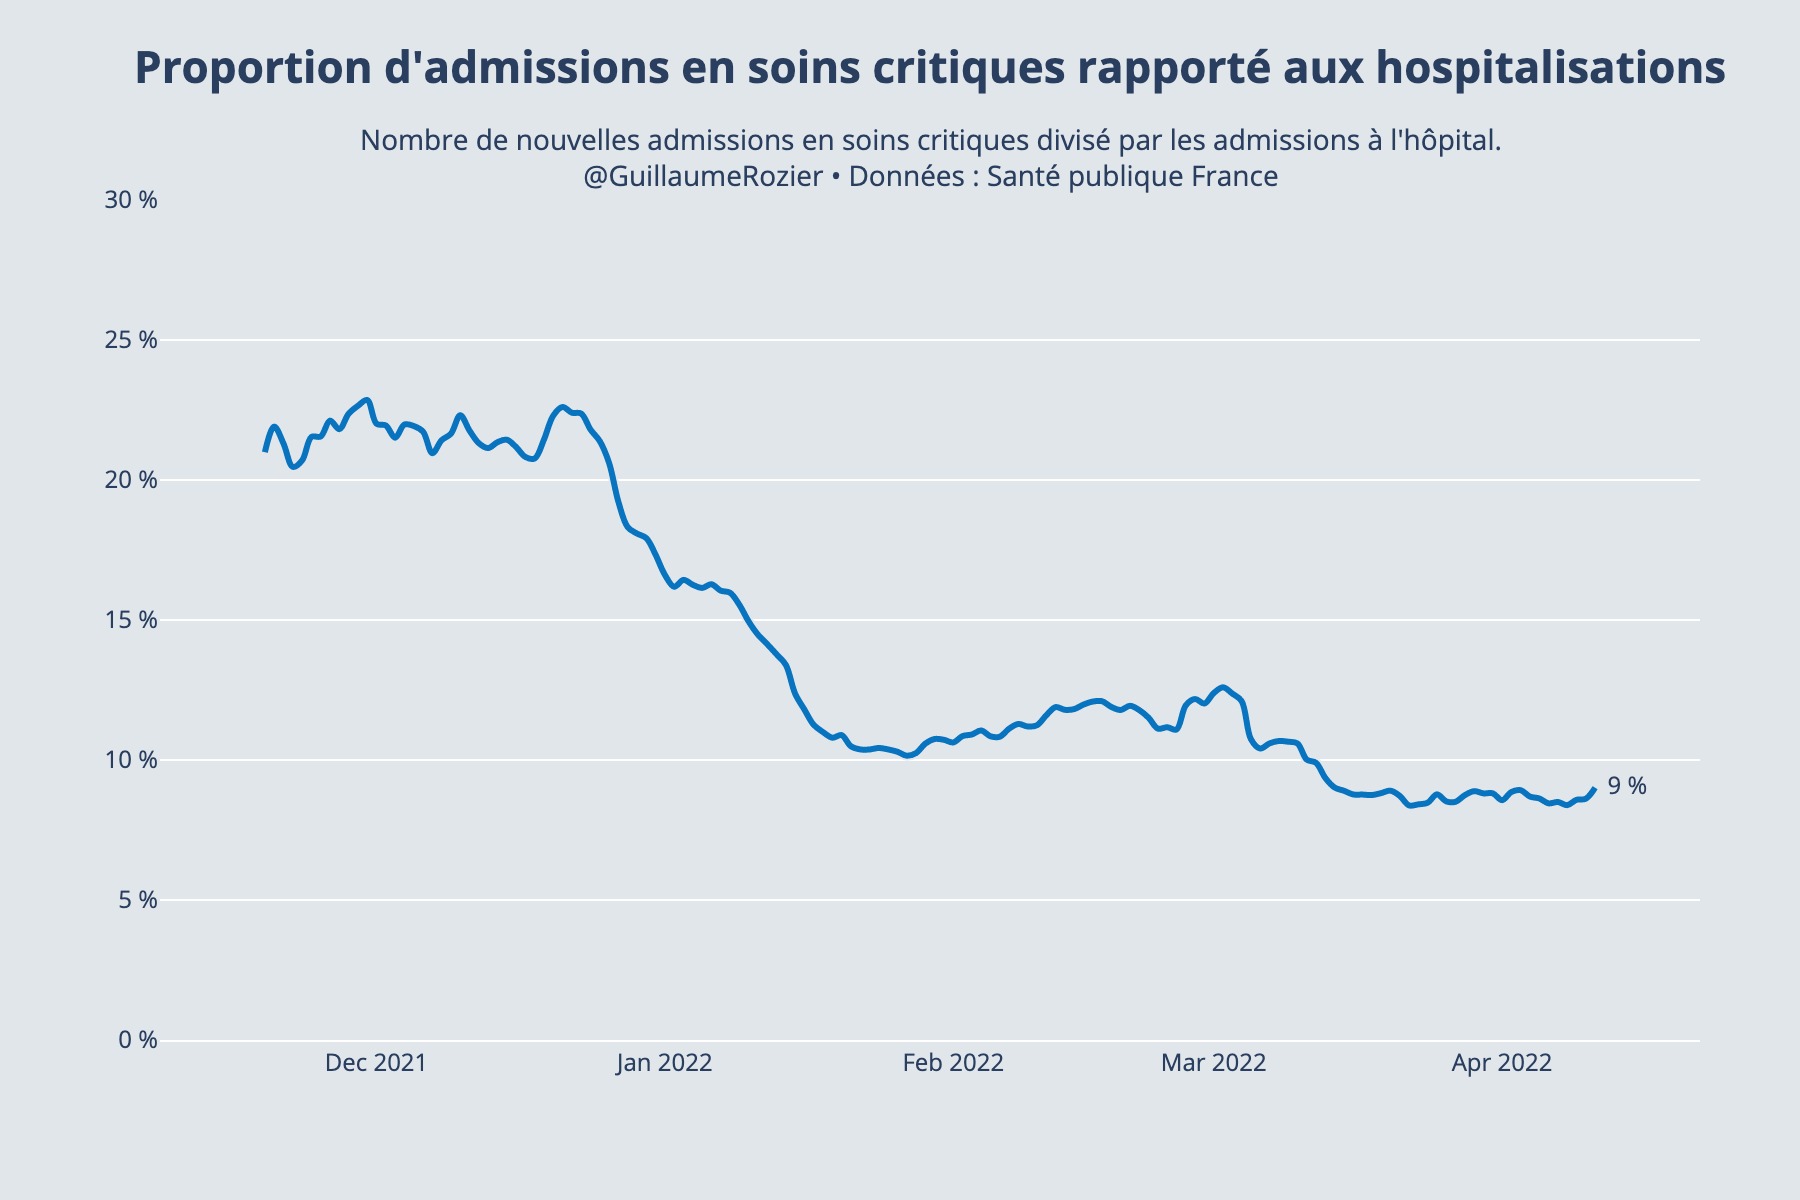 Proportion d'admissions en soins critiques rapporté aux hospitalisations
Nombre de nouvelles admissions en soins critiques divisé par les admissions à l'hôpital.
@GuillaumeRozier • Données : Santé publique France
30 %
25 %
20 %
15 %
10 %
9 %
5 %
0 %
Dec 2021 Jan 2022 Feb 2022 Mar 2022 Apr 2022